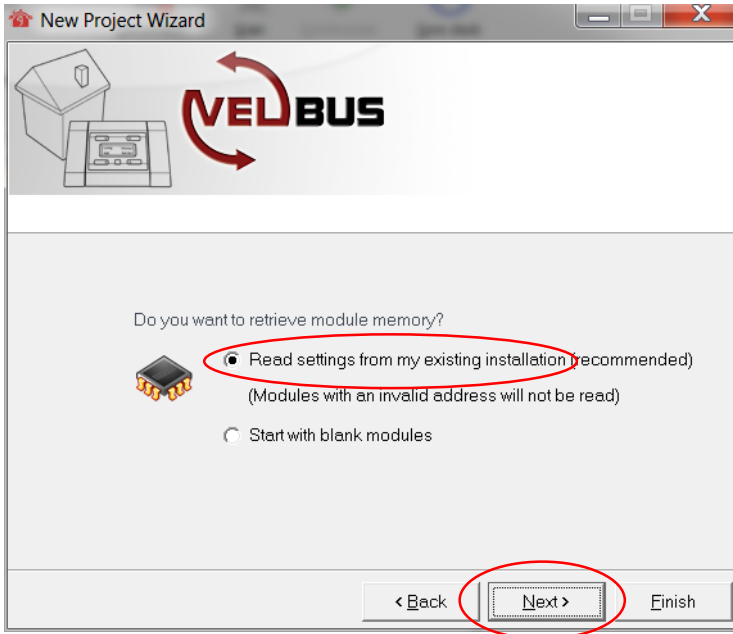 New Project Wizard
VELBUS
Do you want to retrieve module memory?
Read settings from my existing installation (recommended)
(Modules with an invalid address will not be read)
Start with blank modules
< Back
Next >
Finish